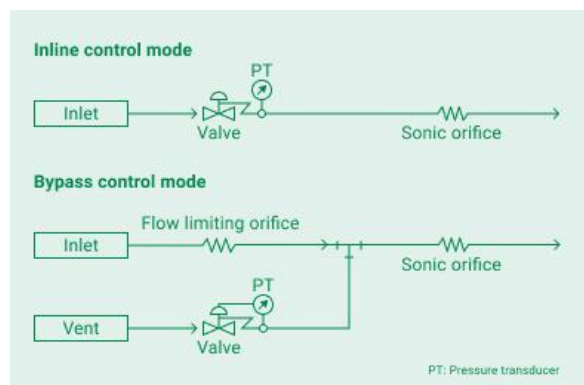 Inline control mode
PT
Inlet
Valve
Sonic orifice
Bypass control mode
Flow limiting orifice
Inlet
Sonic orifice
PT
Vent
Valve
PT: Pressure transducer